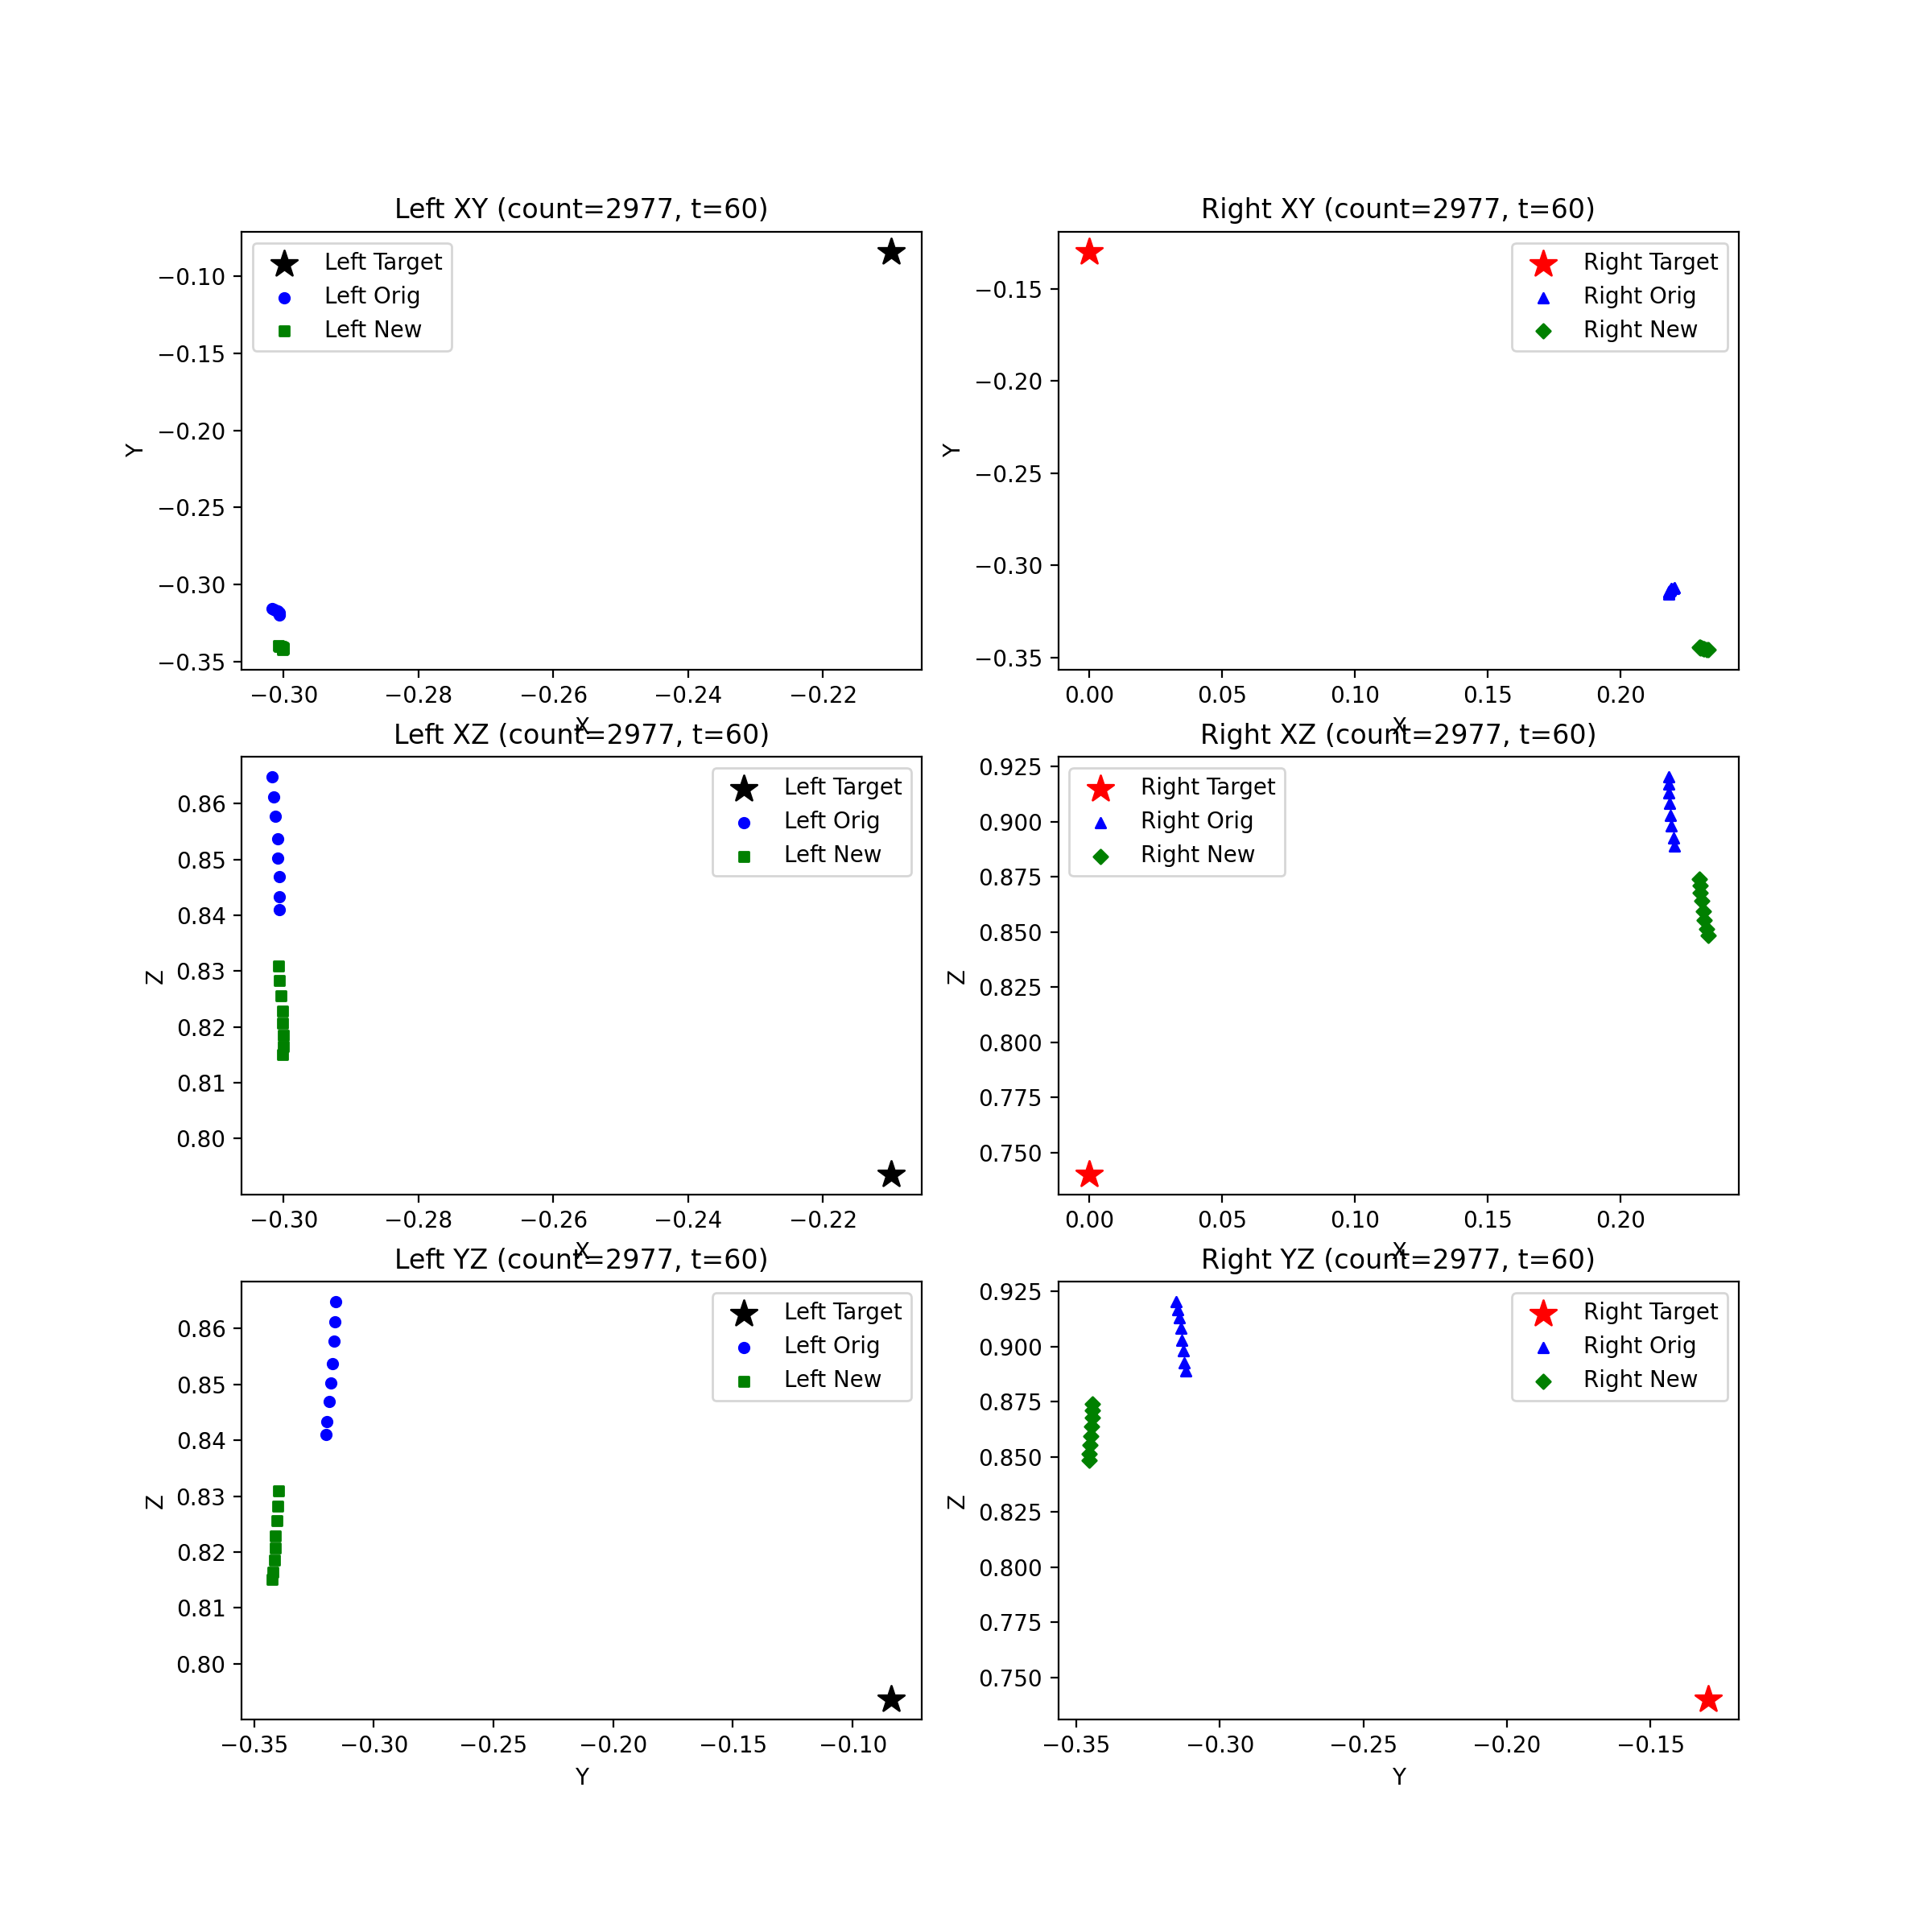 Left XY (count=2977, t=60)
Left Target
Left Orig
Left New
−0.10
−0.15
−0.20
−0.25
−0.30
−0.35
Y
−0.30
−0.28
−0.26
−0.24
−0.22
X
Right XY (count=2977, t=60)
Right Target
Right Orig
Right New
−0.15
−0.20
−0.25
−0.30
−0.35
Y
0.00
0.05
0.10
0.15
0.20
X
Left XZ (count=2977, t=60)
Left Target
Left Orig
Left New
0.86
0.85
0.84
0.83
0.82
0.81
0.80
Z
−0.30
−0.28
−0.26
−0.24
−0.22
X
Right XZ (count=2977, t=60)
Right Target
Right Orig
Right New
0.925
0.900
0.875
0.850
0.825
0.800
0.775
0.750
Z
0.00
0.05
0.10
0.15
0.20
X
Left YZ (count=2977, t=60)
Left Target
Left Orig
Left New
0.86
0.85
0.84
0.83
0.82
0.81
0.80
Z
−0.35
−0.30
−0.25
−0.20
−0.15
−0.10
Y
Right YZ (count=2977, t=60)
Right Target
Right Orig
Right New
0.925
0.900
0.875
0.850
0.825
0.800
0.775
0.750
Z
−0.35
−0.30
−0.25
−0.20
−0.15
Y